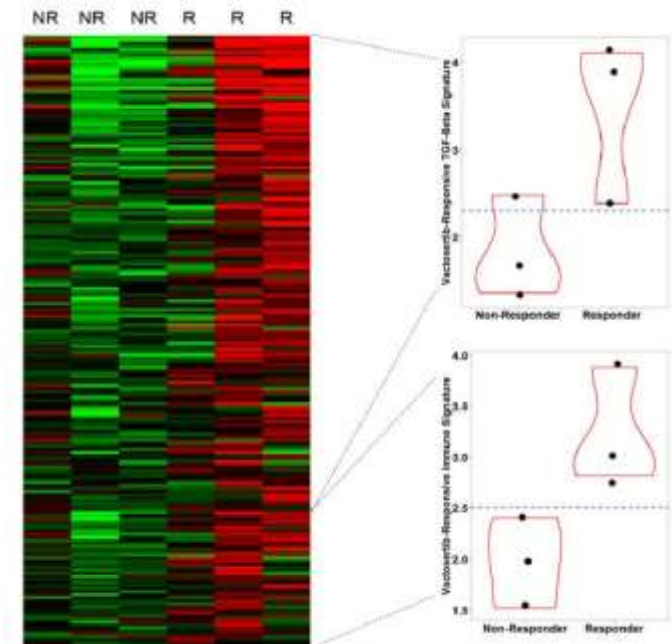 NR NR NR R R R
Vactosertib-Responsive TGF-Beta Signature
4
3
2
Non-Responder Responder
Vactosertib-Responsive Immune Signature
4.0
3.5
3.0
2.5
2.0
1.5
Non-Responder Responder